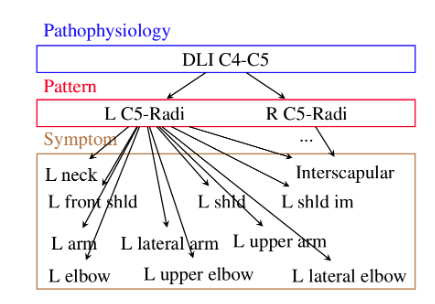 Pathophysiology
DLI C4-C5
Pattern
L C5-Radi R C5-Radi
Symptom ...
L neck Interscapular
L front shld L shld L shld im
L arm L lateral arm L upper arm
L elbow L upper elbow L lateral elbow